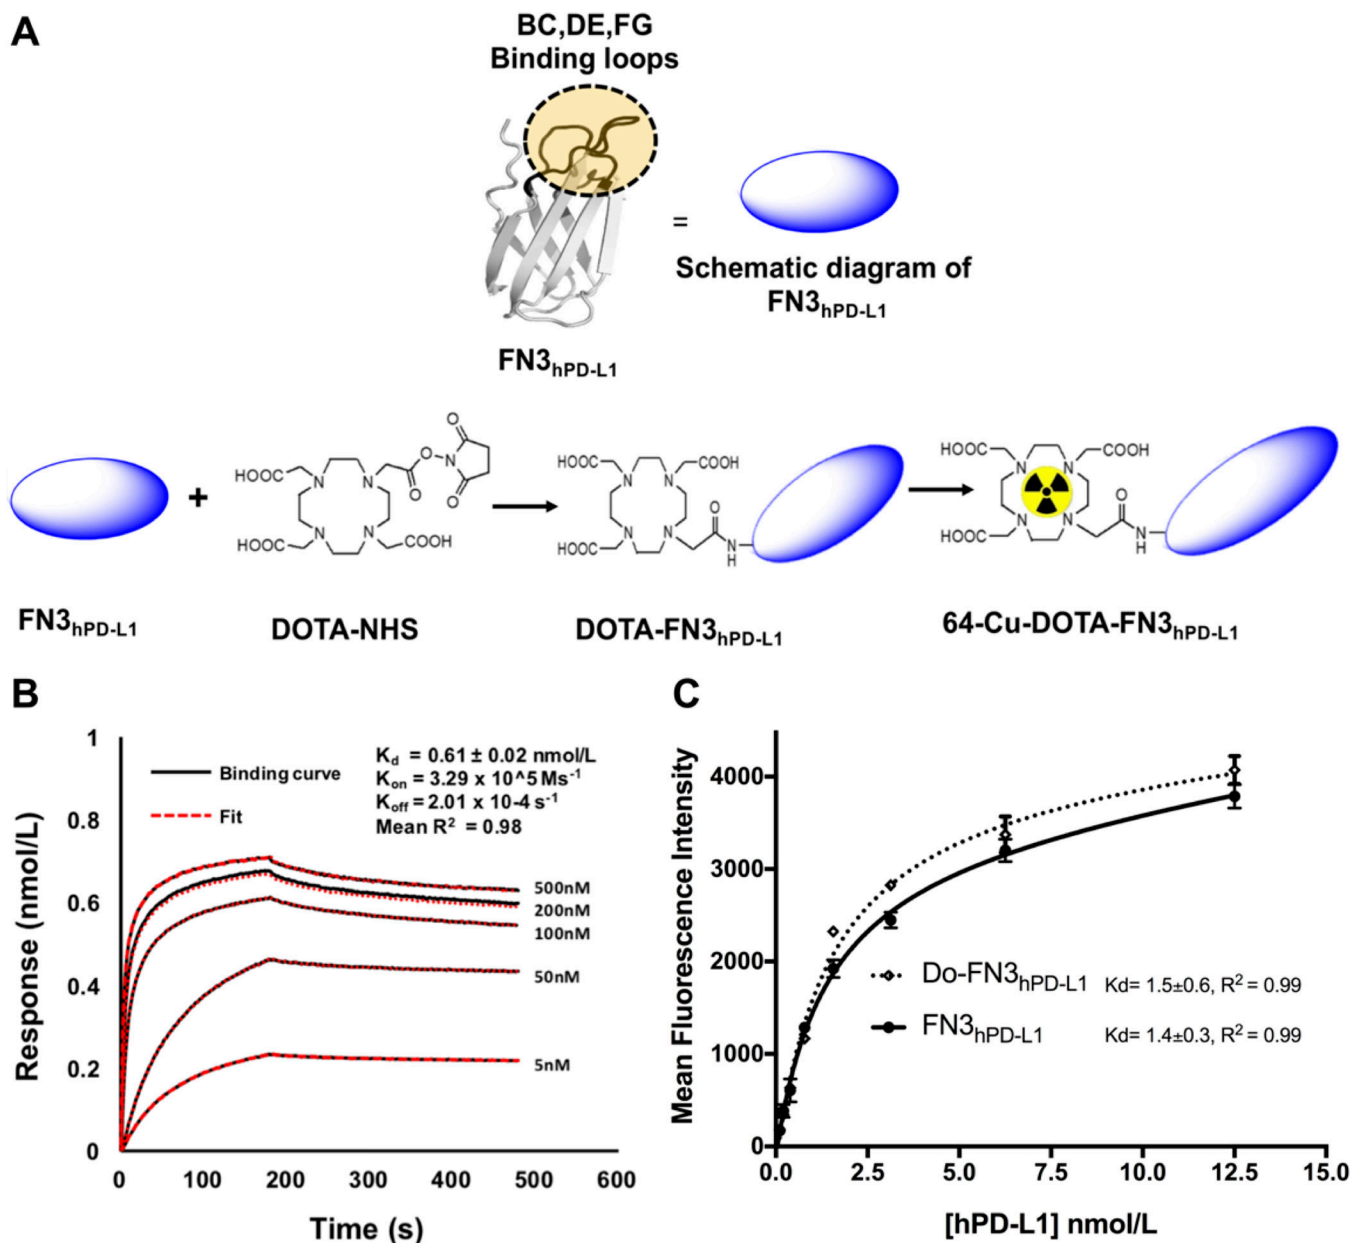 A
BC,DE,FG
Binding loops
=
Schematic diagram of
FN3hPD-L1
FN3hPD-L1
+
HOOC
N
N
O
O
N
O
O
HOOC
N
N
COOH
HOOC
N
N
COOH
HOOC
N
N
O
N
H
HOOC
N
N
COOH
HOOC
N
N
O
N
H
FN3hPD-L1
DOTA-NHS
DOTA-FN3hPD-L1
64-Cu-DOTA-FN3hPD-L1
B
Response (nmol/L)
1
0.8
0.6
0.4
0.2
0
Binding curve
Fit
Kd = 0.61 ± 0.02 nmol/L
Kon = 3.29 x 10^5 Ms-1
Koff = 2.01 x 10-4 s-1
Mean R2 = 0.98
500nM
200nM
100nM
50nM
5nM
0 100 200 300 400 500 600
Time (s)
C
Mean Fluorescence Intensity
4000
3000
2000
1000
0
Do-FN3hPD-L1 Kd= 1.5±0.6, R2 = 0.99
FN3hPD-L1 Kd= 1.4±0.3, R2 = 0.99
0.0 2.5 5.0 7.5 10.0 12.5 15.0
[hPD-L1] nmol/L